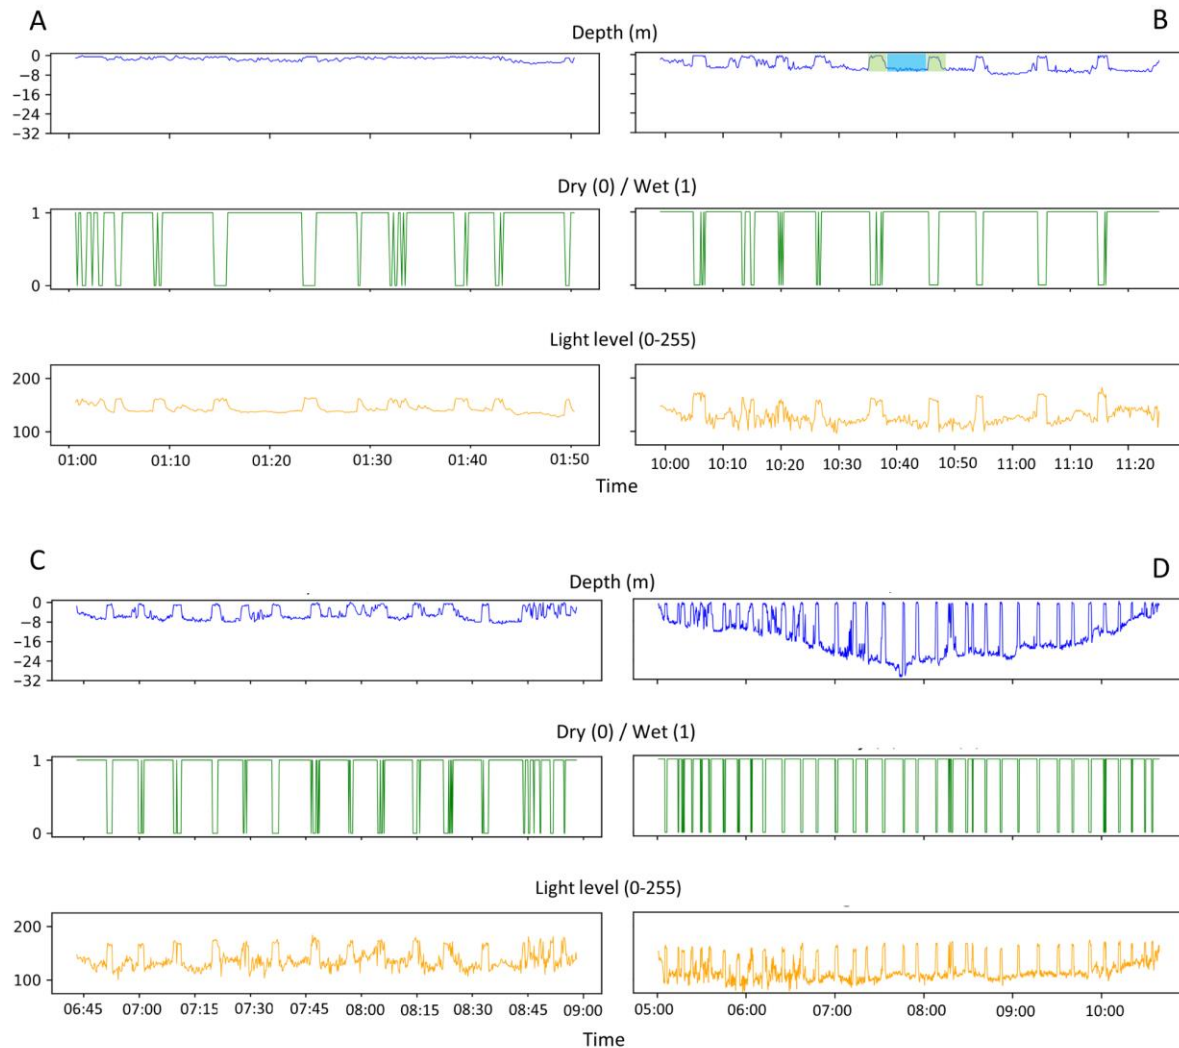 A
B
Depth (m)
0
−8
−16
−24
−32
Dry (0) / Wet (1)
1
0
Light level (0-255)
200
100
01:00 01:10 01:20 01:30 01:40 01:50
10:00 10:10 10:20 10:30 10:40 10:50 11:00 11:10 11:20
Time
C
D
Depth (m)
0
−8
−16
−24
−32
Dry (0) / Wet (1)
1
0
Light level (0-255)
200
100
06:45 07:00 07:15 07:30 07:45 08:00 08:15 08:30 08:45 09:00
05:00 06:00 07:00 08:00 09:00 10:00
Time